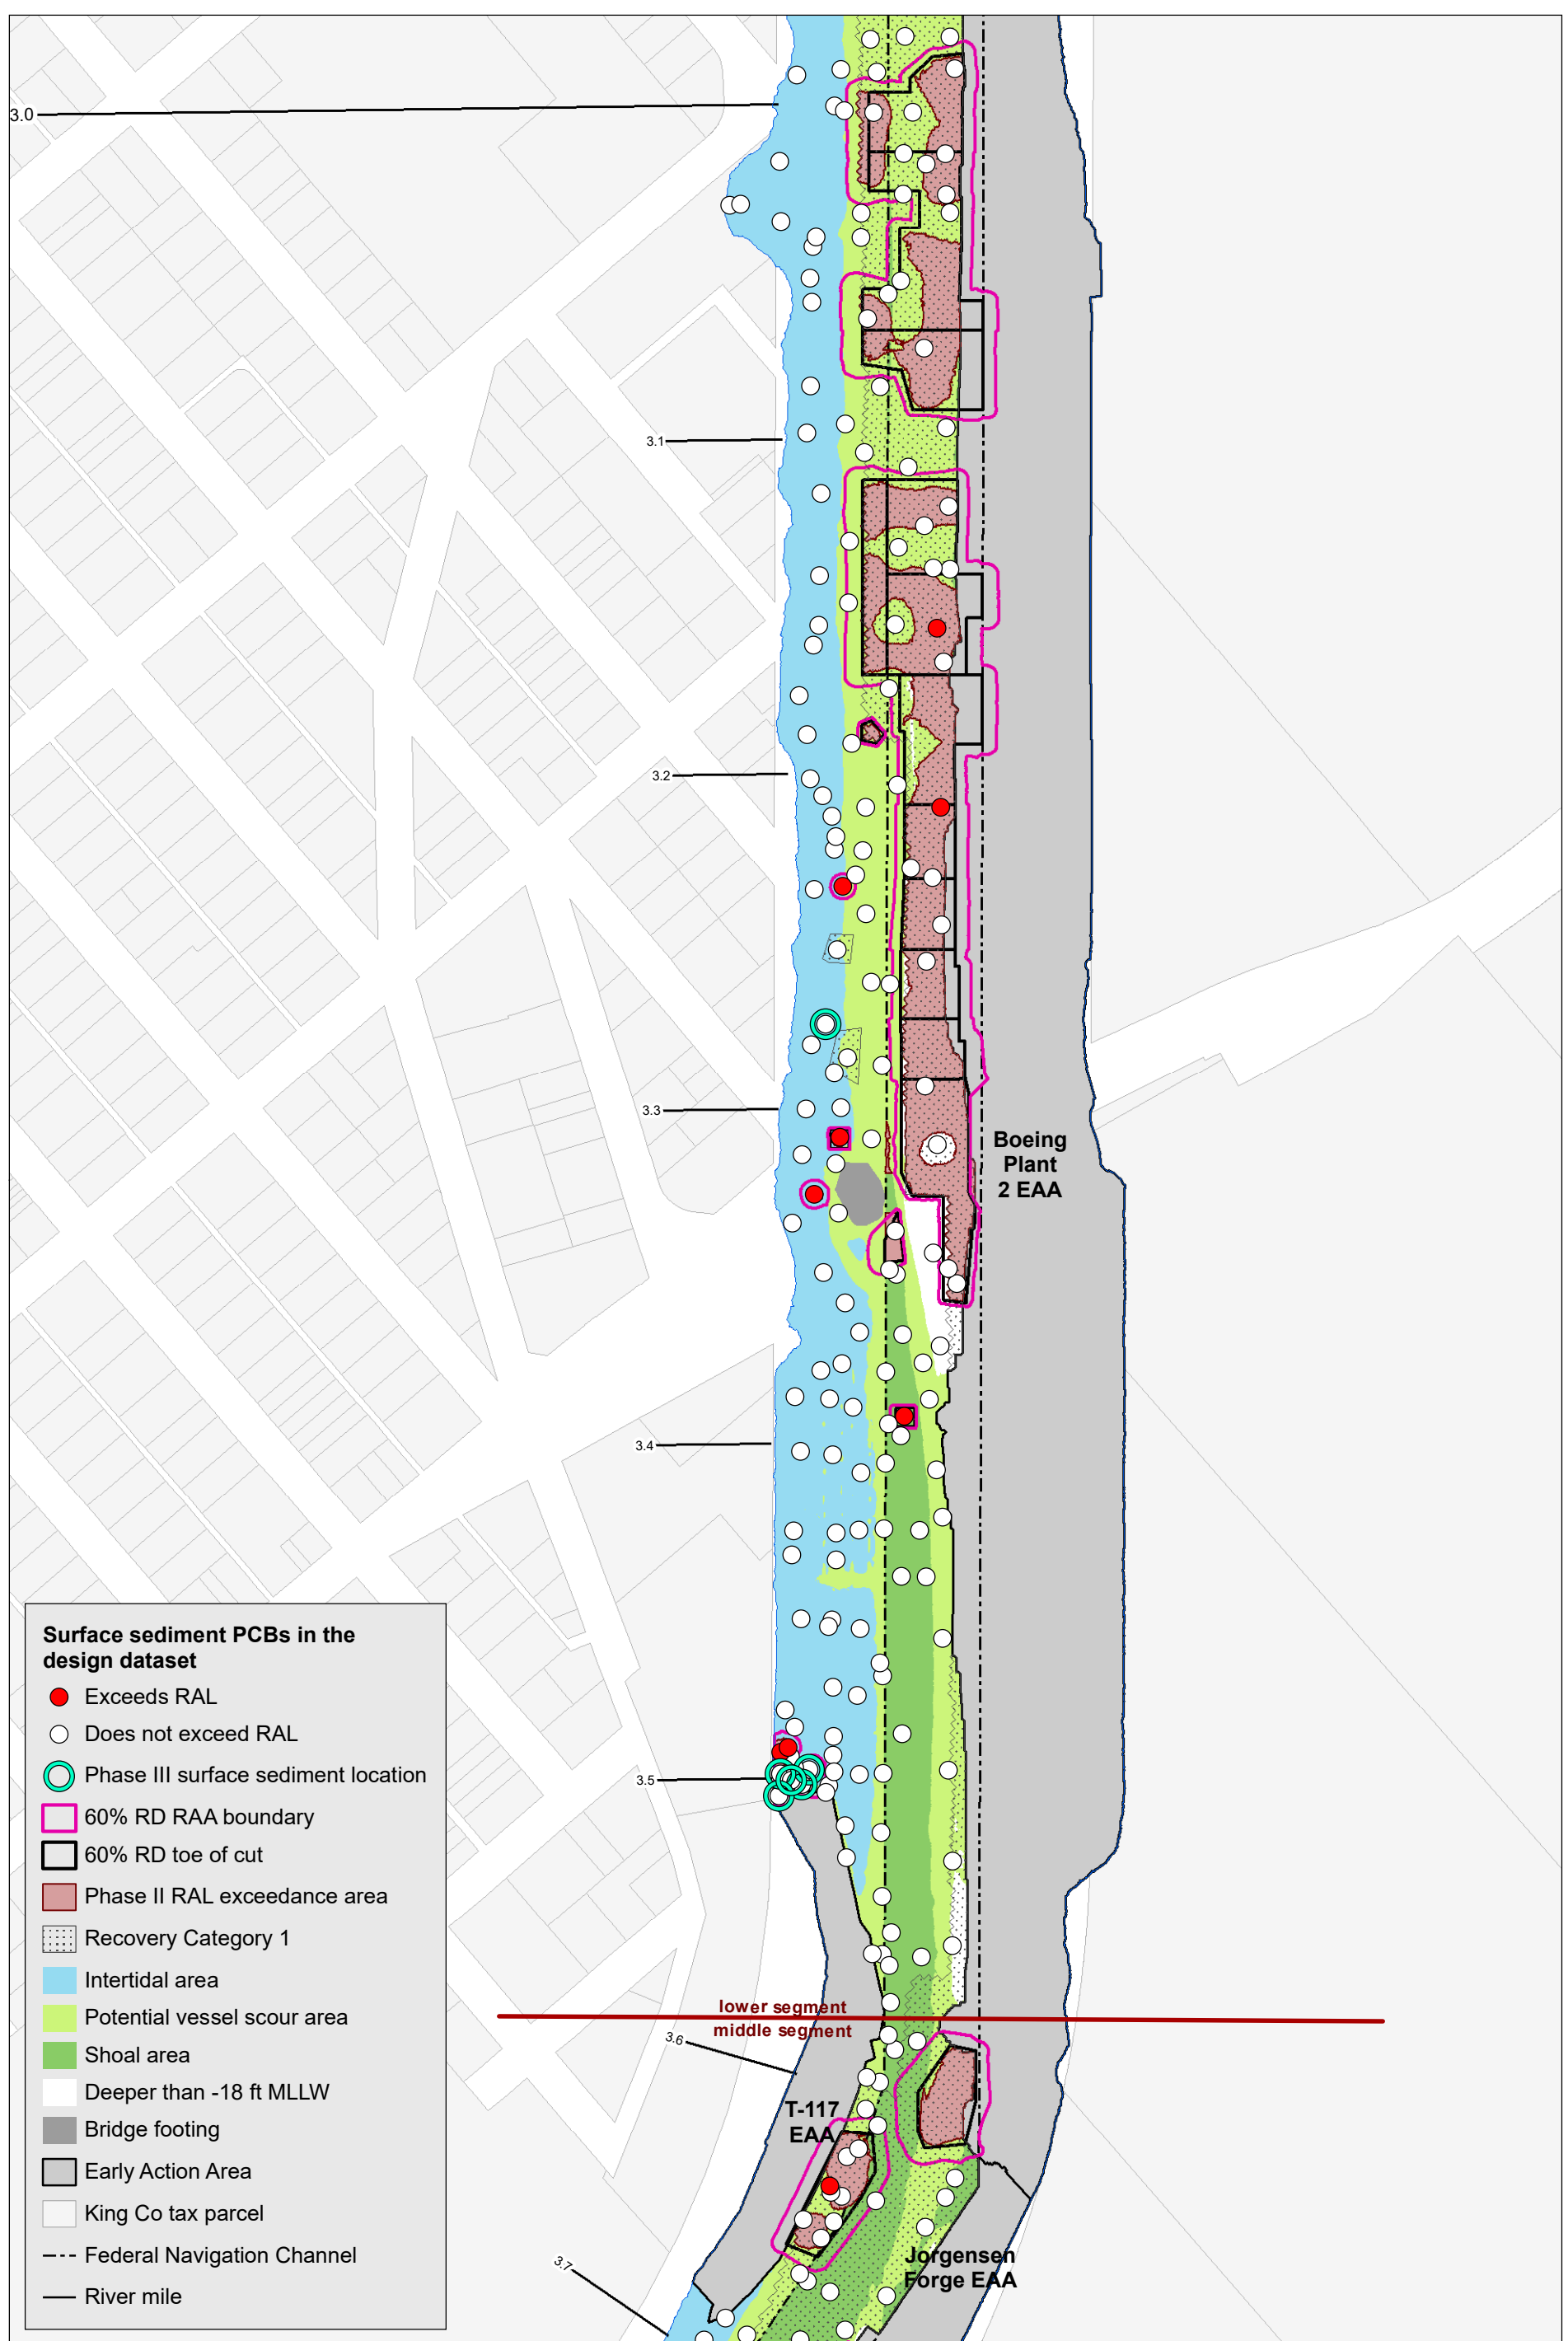 3.0
3.1
3.2
3.3
Boeing
Plant
2 EAA
3.4
3.5
lower segment
middle segment
3.6
T-117
EAA
Jorgensen
Forge EAA
3.7
Surface sediment PCBs in the
design dataset
Exceeds RAL
Does not exceed RAL
Phase III surface sediment location
60% RD RAA boundary
60% RD toe of cut
Phase II RAL exceedance area
Recovery Category 1
Intertidal area
Potential vessel scour area
Shoal area
Deeper than -18 ft MLLW
Bridge footing
Early Action Area
King Co tax parcel
Federal Navigation Channel
River mile